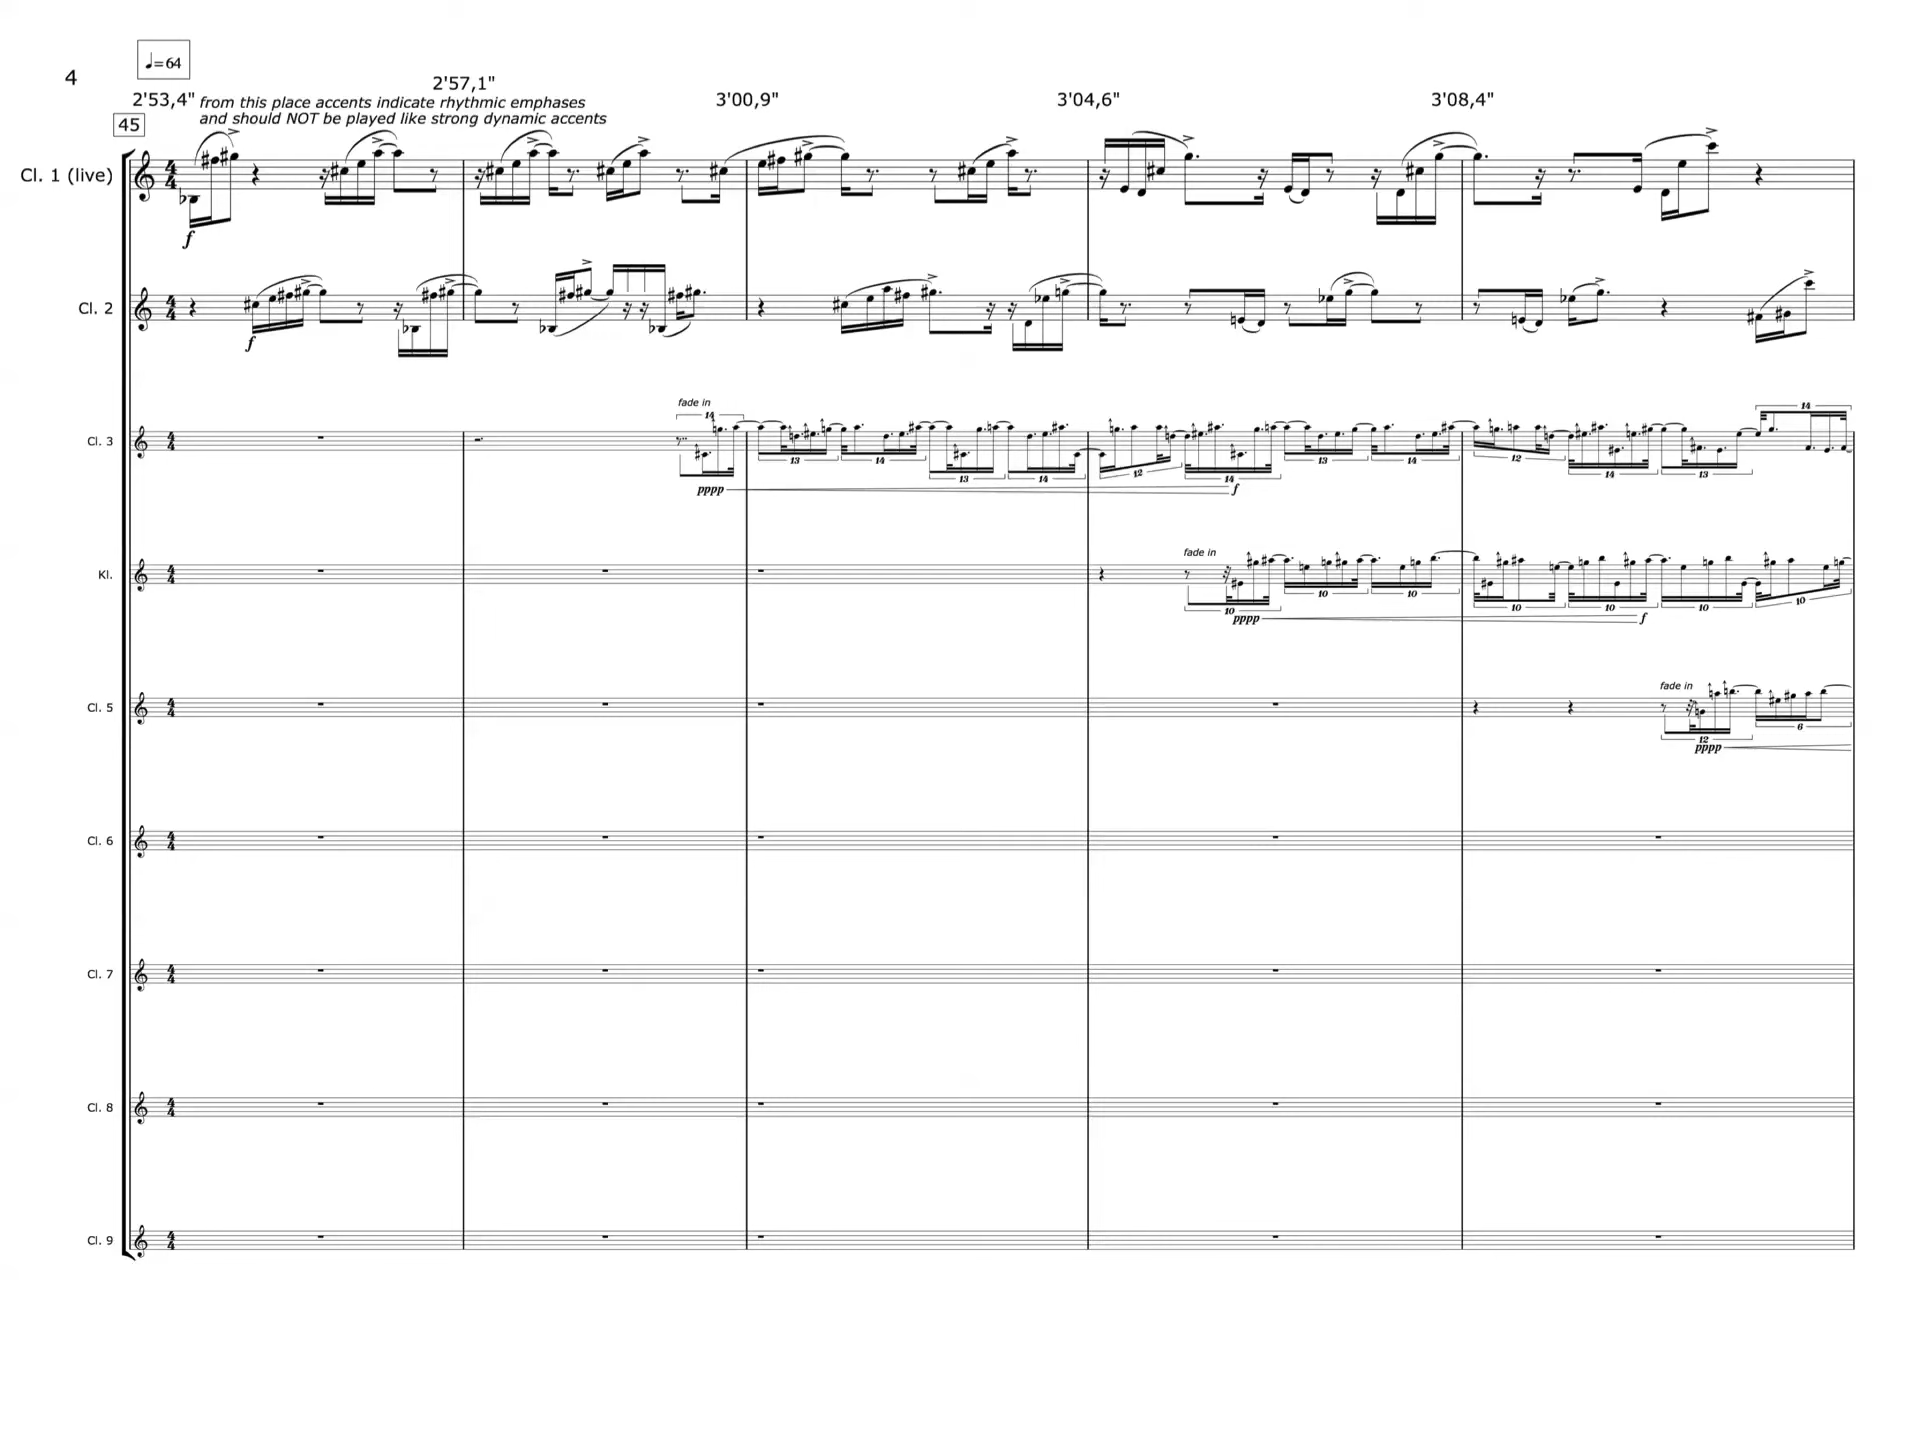 4
♩=64
2'53,4"
2'57,1"
3'00,9"
3'04,6"
3'08,4"
from this place accents indicate rhythmic emphases
and should NOT be played like strong dynamic accents
45
Cl. 1 (live)
f
Cl. 2
f
fade in
14
Cl. 3
13 14 13 14 12 14 13 14 12 14 13 14
pppp f
fade in
Kl.
10 10 10 10 10 10 10
pppp f
fade in
Cl. 5
12 6
pppp
Cl. 6
Cl. 7
Cl. 8
Cl. 9